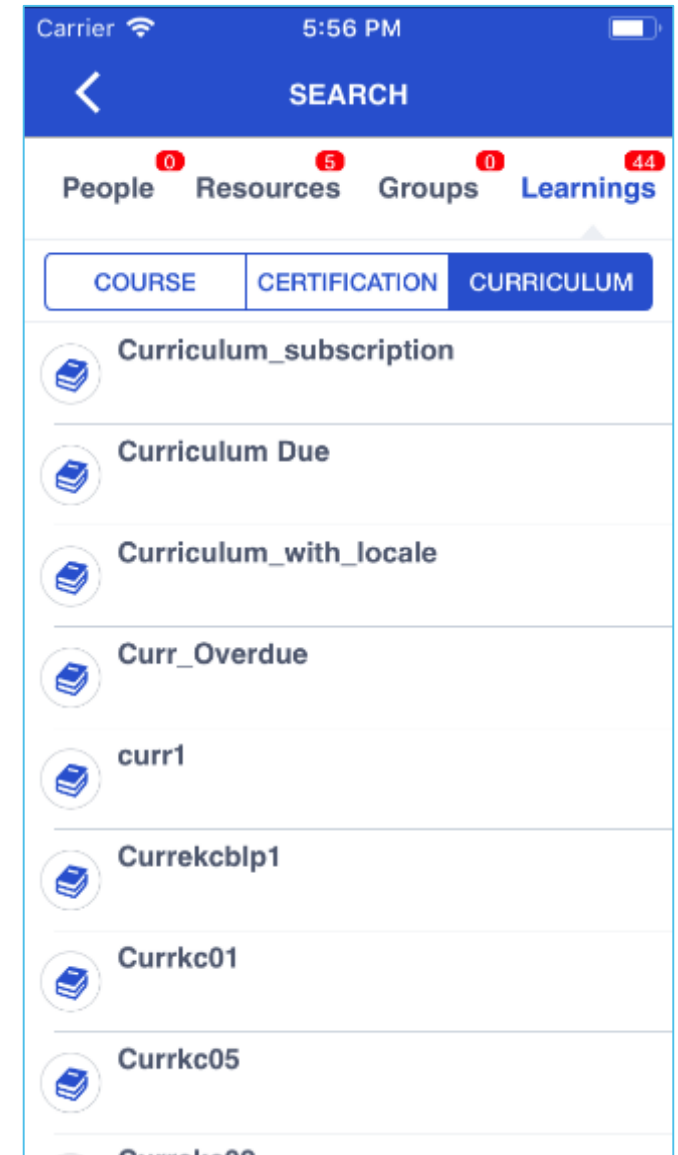 Carrier 5:56 PM
SEARCH
0 5 0 44
People Resources Groups Learnings
COURSE CERTIFICATION CURRICULUM
Curriculum_subscription
Curriculum Due
Curriculum_with_locale
Curr_Overdue
curr1
Currekcblp1
Currkc01
Currkc05